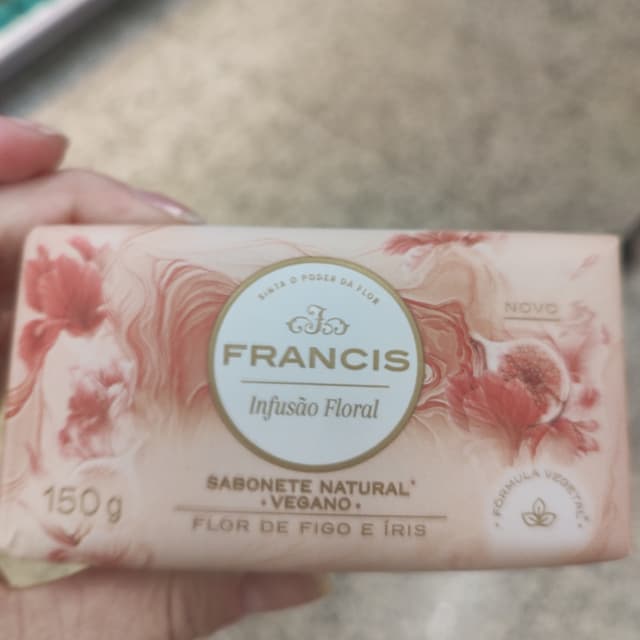 SINTA O PODER DA FLOR
F
FRANCIS
Infusão Floral
NOVO
SABONETE NATURAL*
• VEGANO •
FLOR DE FIGO E ÍRIS
150g
• FÓRMULA VEGETAL* •